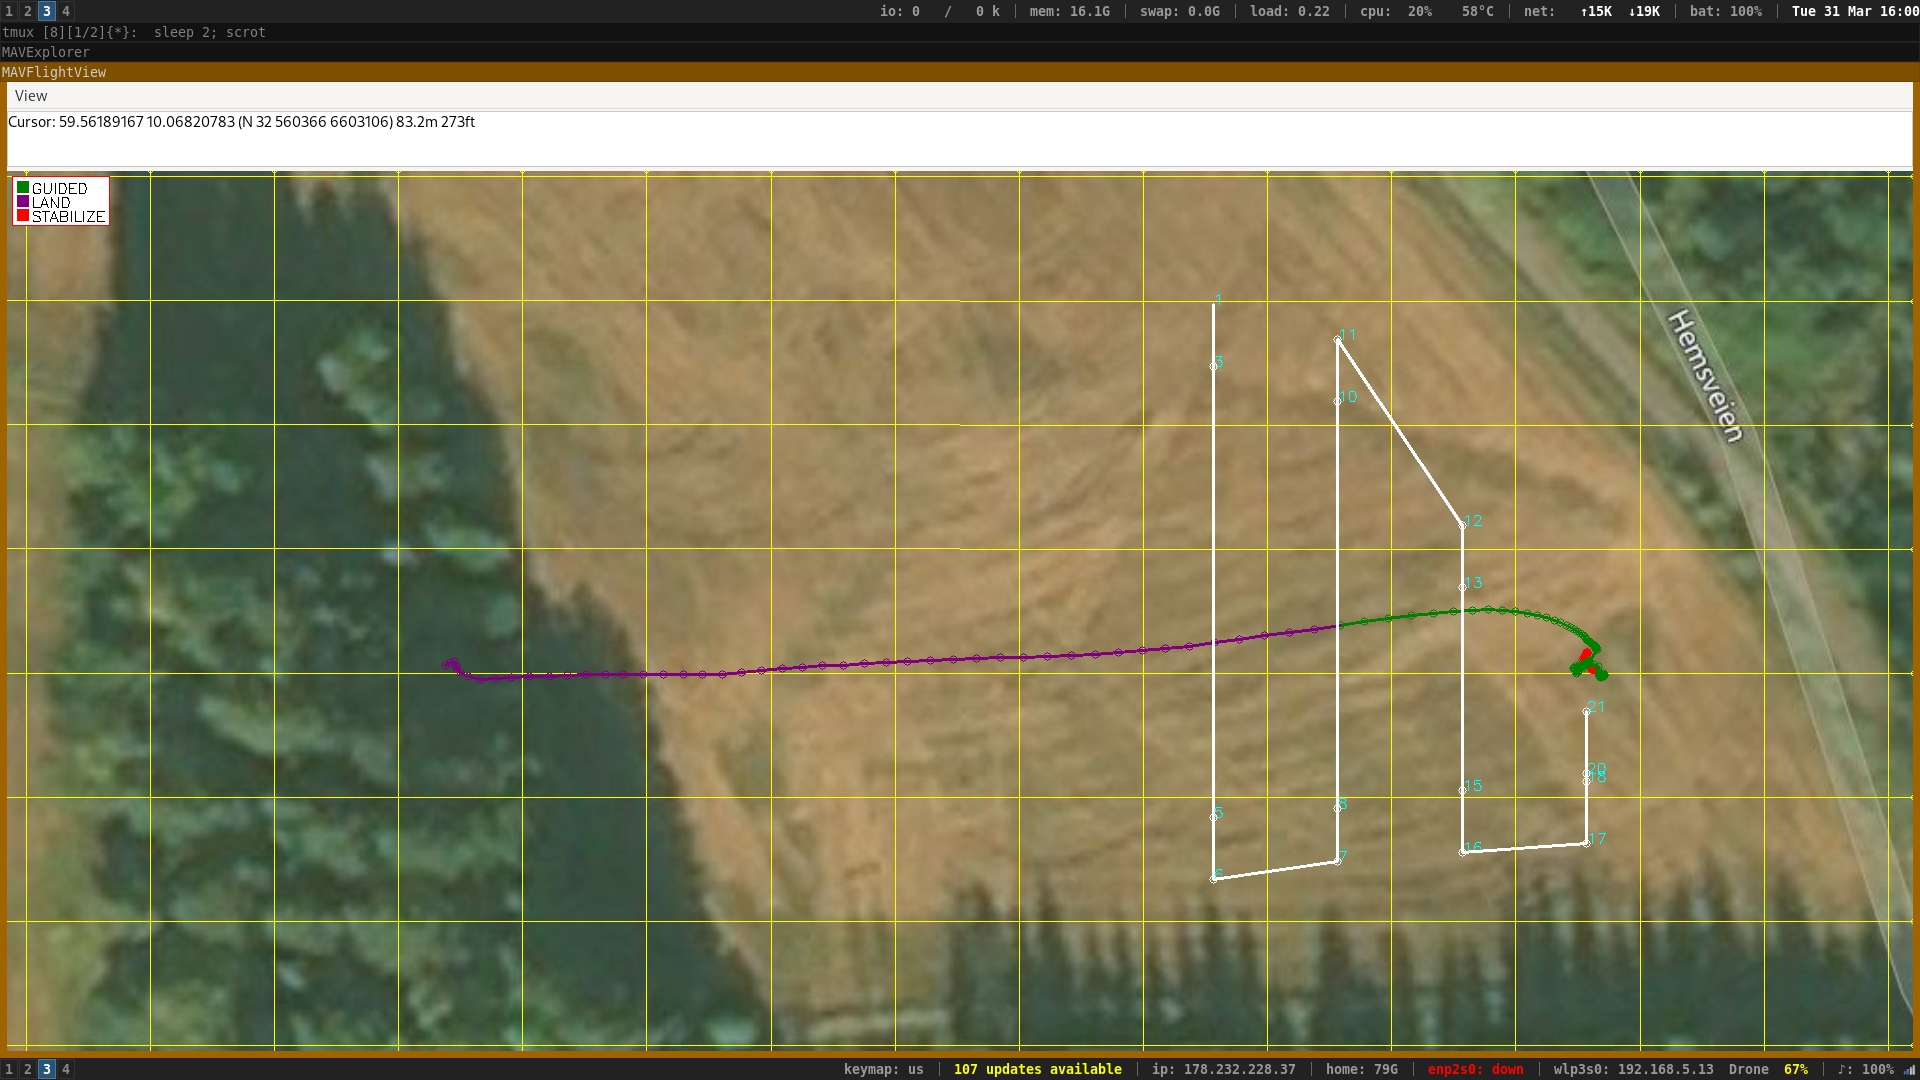 1 2 3 4 io: 0 / 0 k mem: 16.1G swap: 0.0G load: 0.22 cpu: 20% 58°C net: ↑15K ↓19K bat: 100% Tue 31 Mar 16:00
tmux [8][1/2]{*}: sleep 2; scrot
MAVExplorer
MAVFlightView
View
Cursor: 59.56189167 10.06820783 (N 32 560366 6603106) 83.2m 273ft
GUIDED
LAND
STABILIZE
1
11
Hemsveien
3
10
12
13
21
20
18
15
8
5
17
16
7
6
1 2 3 4 keymap: us 107 updates available ip: 178.232.228.37 home: 79G enp2s0: down wlp3s0: 192.168.5.13 Drone 67% ♪: 100%